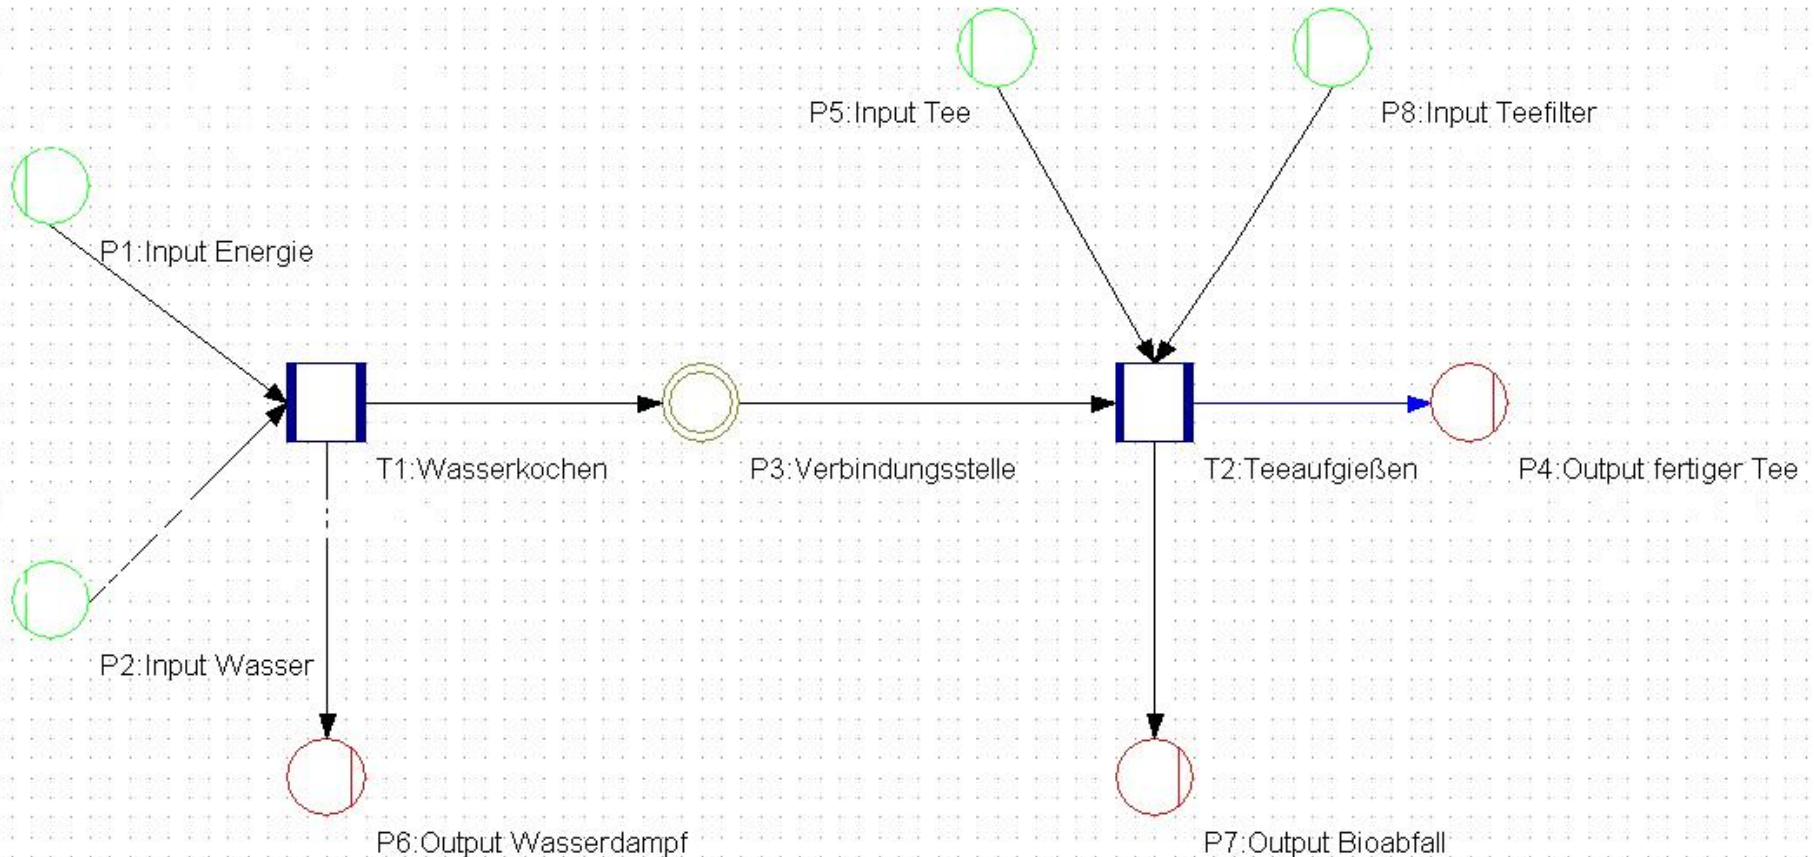 P5:Input Tee
P8:Input Teefilter
P1:Input Energie
T1:Wasserkochen
P3:Verbindungsstelle
T2:Teeaufgießen
P4:Output fertiger Tee
P2:Input Wasser
P6:Output Wasserdampf
P7:Output Bioabfall